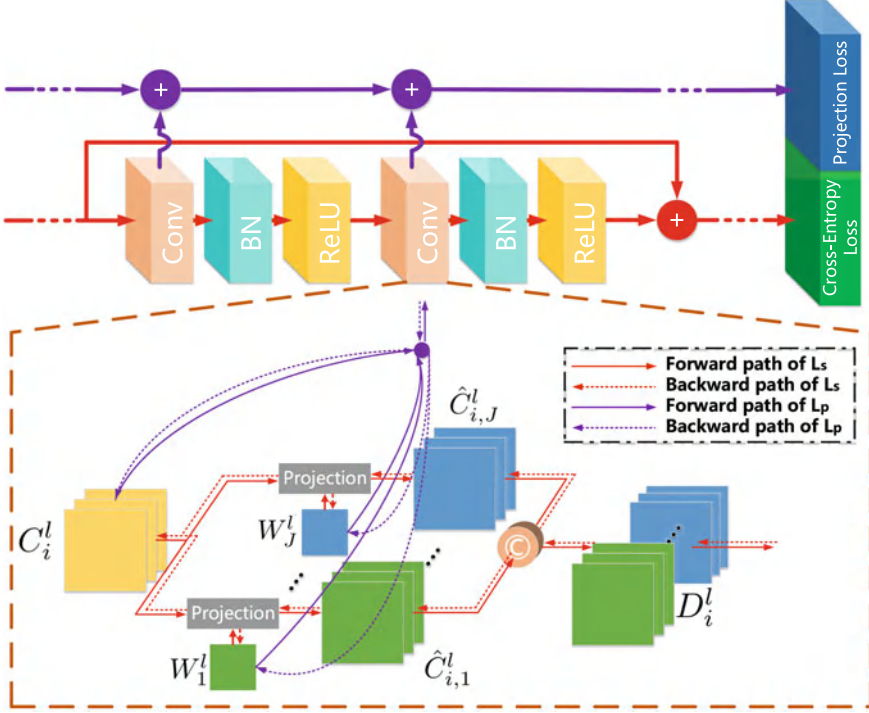 +
+
Projection Loss
Conv
BN
ReLU
Conv
BN
ReLU
+
Cross-Entropy
Loss
Forward path of Ls
Backward path of Ls
Forward path of Lp
Backward path of Lp
Ĉ^l_{i,J}
Projection
C^l_i
W^l_J
©
Projection
D^l_i
W^l_1
Ĉ^l_{i,1}